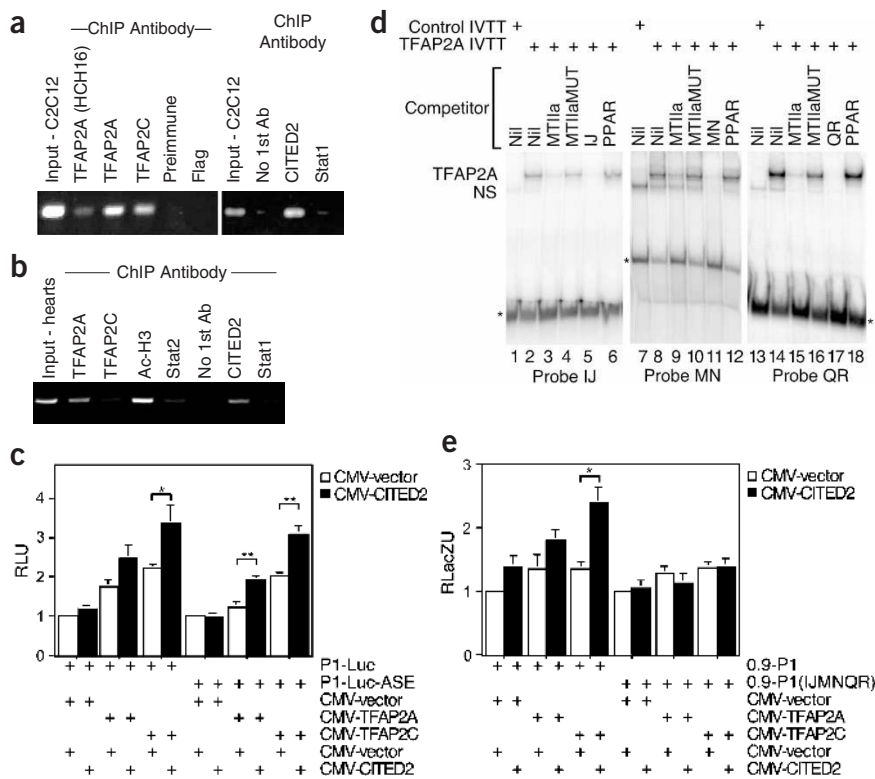 a
—ChIP Antibody—
ChIP
Antibody
Input - C2C12
TFAP2A (HCH16)
TFAP2A
TFAP2C
Preimmune
Flag
Input - C2C12
No 1st Ab
CITED2
Stat1
b
ChIP Antibody
Input - hearts
TFAP2A
TFAP2C
Ac-H3
Stat2
No 1st Ab
CITED2
Stat1
c
CMV-vector
CMV-CITED2
RLU
4
3
2
1
0
*
**
**
P1-Luc + + + + + +
P1-Luc-ASE + + + + + +
CMV-vector + + + +
CMV-TFAP2A + + + +
CMV-TFAP2C + + + +
CMV-vector + + + + + +
CMV-CITED2 + + + + + +
d
Control IVTT + + +
TFAP2A IVTT + + + + + + + + + + + + + + +
Competitor
Nil
Nil
MTIIa
MTIIaMUT
IJ
PPAR
Nil
Nil
MTIIa
MTIIaMUT
MN
PPAR
Nil
Nil
MTIIa
MTIIaMUT
QR
PPAR
TFAP2A
NS
*
*
*
1 2 3 4 5 6 7 8 9 10 11 12 13 14 15 16 17 18
Probe IJ Probe MN Probe QR
e
CMV-vector
CMV-CITED2
RLacZU
3
2
1
0
*
0.9-P1 + + + + + +
0.9-P1(IJMNQR) + + + + + +
CMV-vector + + + +
CMV-TFAP2A + + + +
CMV-TFAP2C + + + +
CMV-vector + + + + + +
CMV-CITED2 + + + + + +